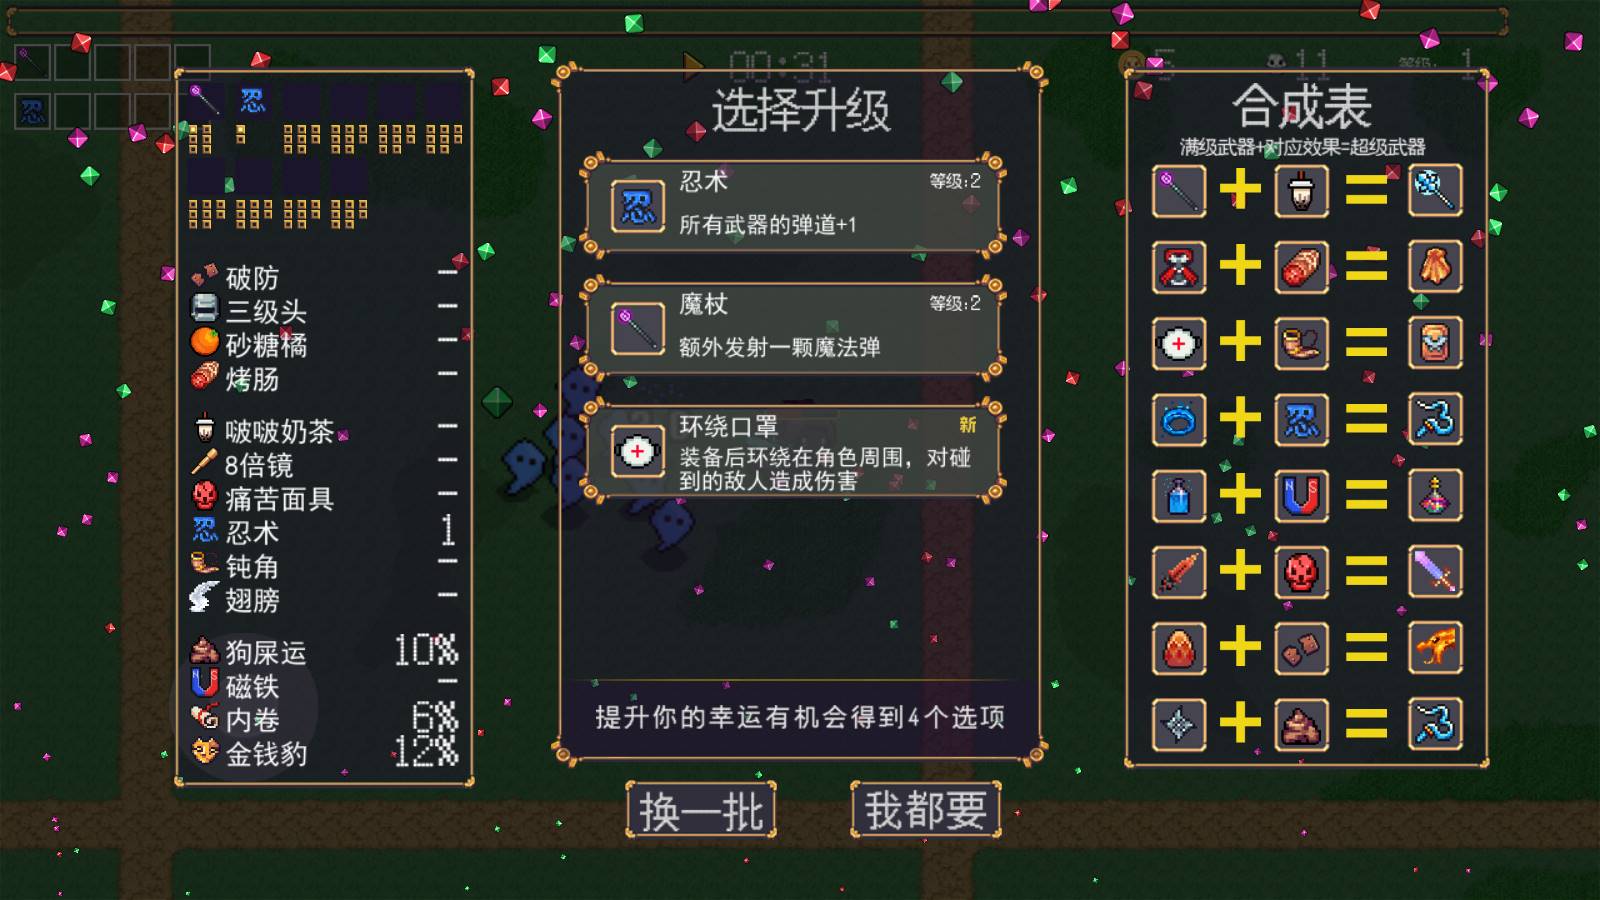 00:31
5
11
等级: 1
选择升级
忍术
等级:2
所有武器的弹道+1
魔杖
等级:2
额外发射一颗魔法弹
环绕口罩
新
装备后环绕在角色周围，对碰
到的敌人造成伤害
提升你的幸运有机会得到4个选项
换一批
我都要
破防
三级头
砂糖橘
烤肠
啵啵奶茶
8倍镜
痛苦面具
忍术 1
钝角
翅膀
狗屎运 10%
磁铁
内卷 6%
金钱豹 12%
合成表
满级武器+对应效果=超级武器